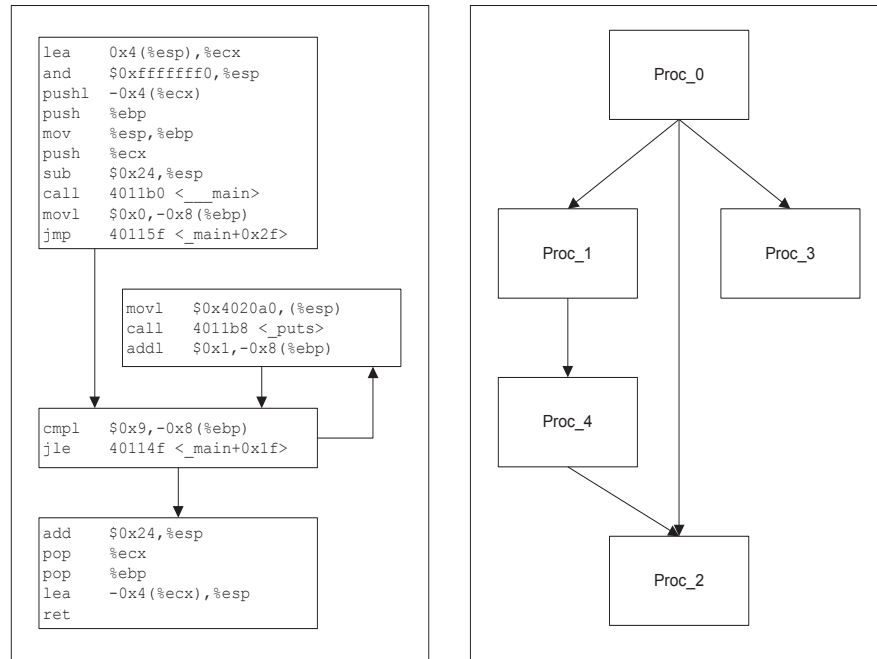 lea 0x4(%esp),%ecx
and $0xfffffff0,%esp
pushl -0x4(%ecx)
push %ebp
mov %esp,%ebp
push %ecx
sub $0x24,%esp
call 4011b0 <___main>
movl $0x0,-0x8(%ebp)
jmp 40115f <_main+0x2f>
movl $0x4020a0,(%esp)
call 4011b8 <_puts>
addl $0x1,-0x8(%ebp)
cmpl $0x9,-0x8(%ebp)
jle 40114f <_main+0x1f>
add $0x24,%esp
pop %ecx
pop %ebp
lea -0x4(%ecx),%esp
ret
Proc_0
Proc_1
Proc_3
Proc_4
Proc_2